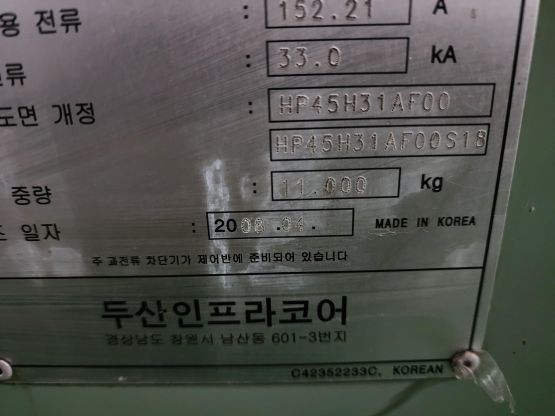 용 전류 : 152.21 A
류 : 33.0 kA
도면 개정 : HP45H31AF00
HP45H31AF00S1B
중량 : 11.000 kg
조 일자 : 2008.04. MADE IN KOREA
주 과전류 차단기가 제어반에 준비되어 있습니다
두산인프라코어
경상남도 창원시 남산동 601-3번지
C42352233C, KOREAN